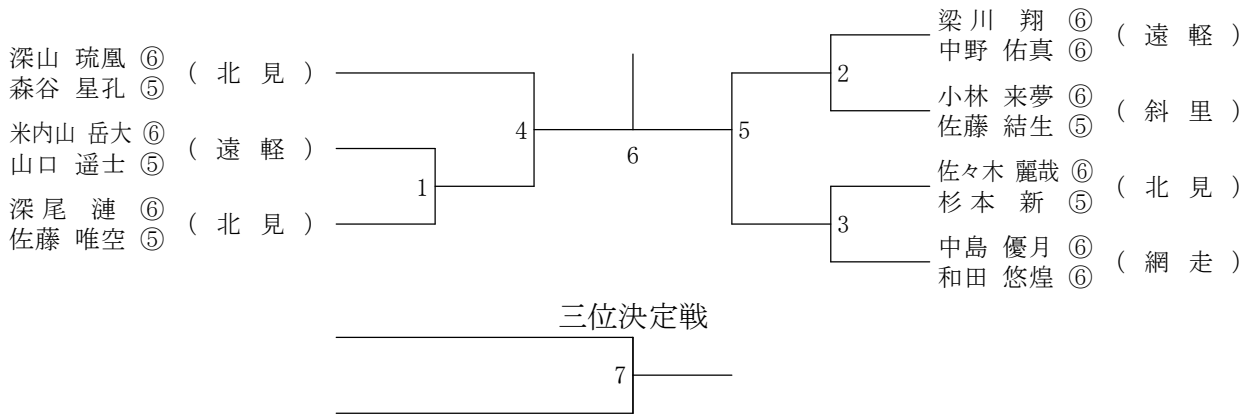 深山 琉凰 ⑥
森谷 星孔 ⑤
(北見)
米内山 岳大 ⑥
山口 遥士 ⑤
(遠軽)
深尾 漣 ⑥
佐藤 唯空 ⑤
(北見)
1
4
6
5
2
3
梁川 翔 ⑥
中野 佑真 ⑥
(遠軽)
小林 来夢 ⑥
佐藤 結生 ⑤
(斜里)
佐々木 麗哉 ⑥
杉本 新 ⑤
(北見)
中島 優月 ⑥
和田 悠煌 ⑥
(網走)
三位決定戦
7